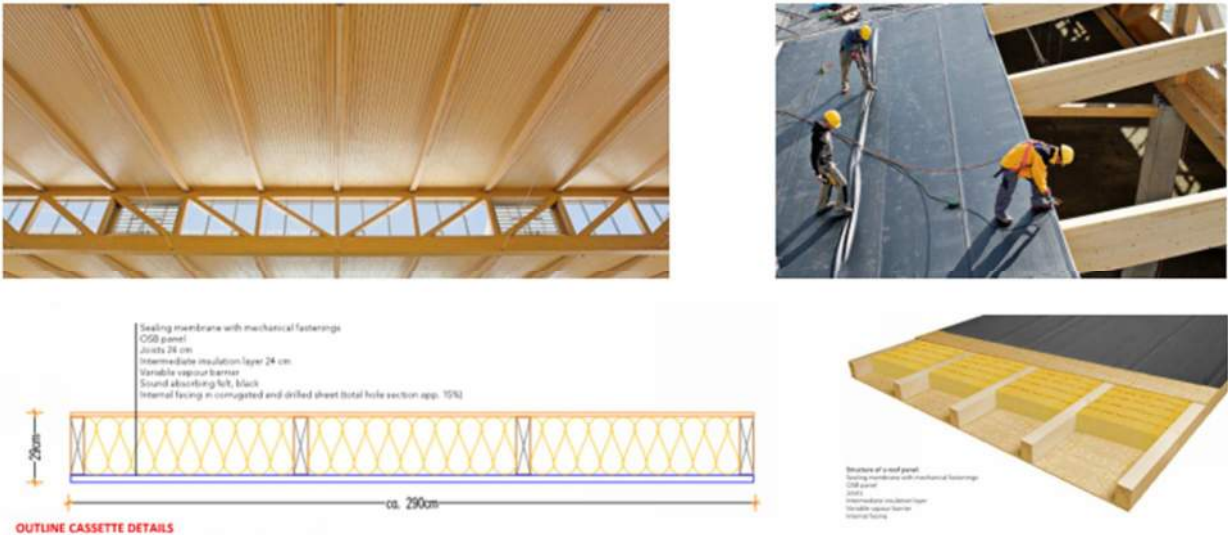 Sealing membrane with mechanical fastenings
OSB panel
Joists 24 cm
Intermediate insulation layer 24 cm
Variable vapour barrier
Sound absorbing felt, black
Internal facing in corrugated and drilled sheet (total hole section app. 15%)
29cm
ca. 290cm
OUTLINE CASSETTE DETAILS
Structure of a roof panel
Sealing membrane with mechanical fastenings
OSB panel
Joists
Intermediate insulation layer
Variable vapour barrier
Internal facing